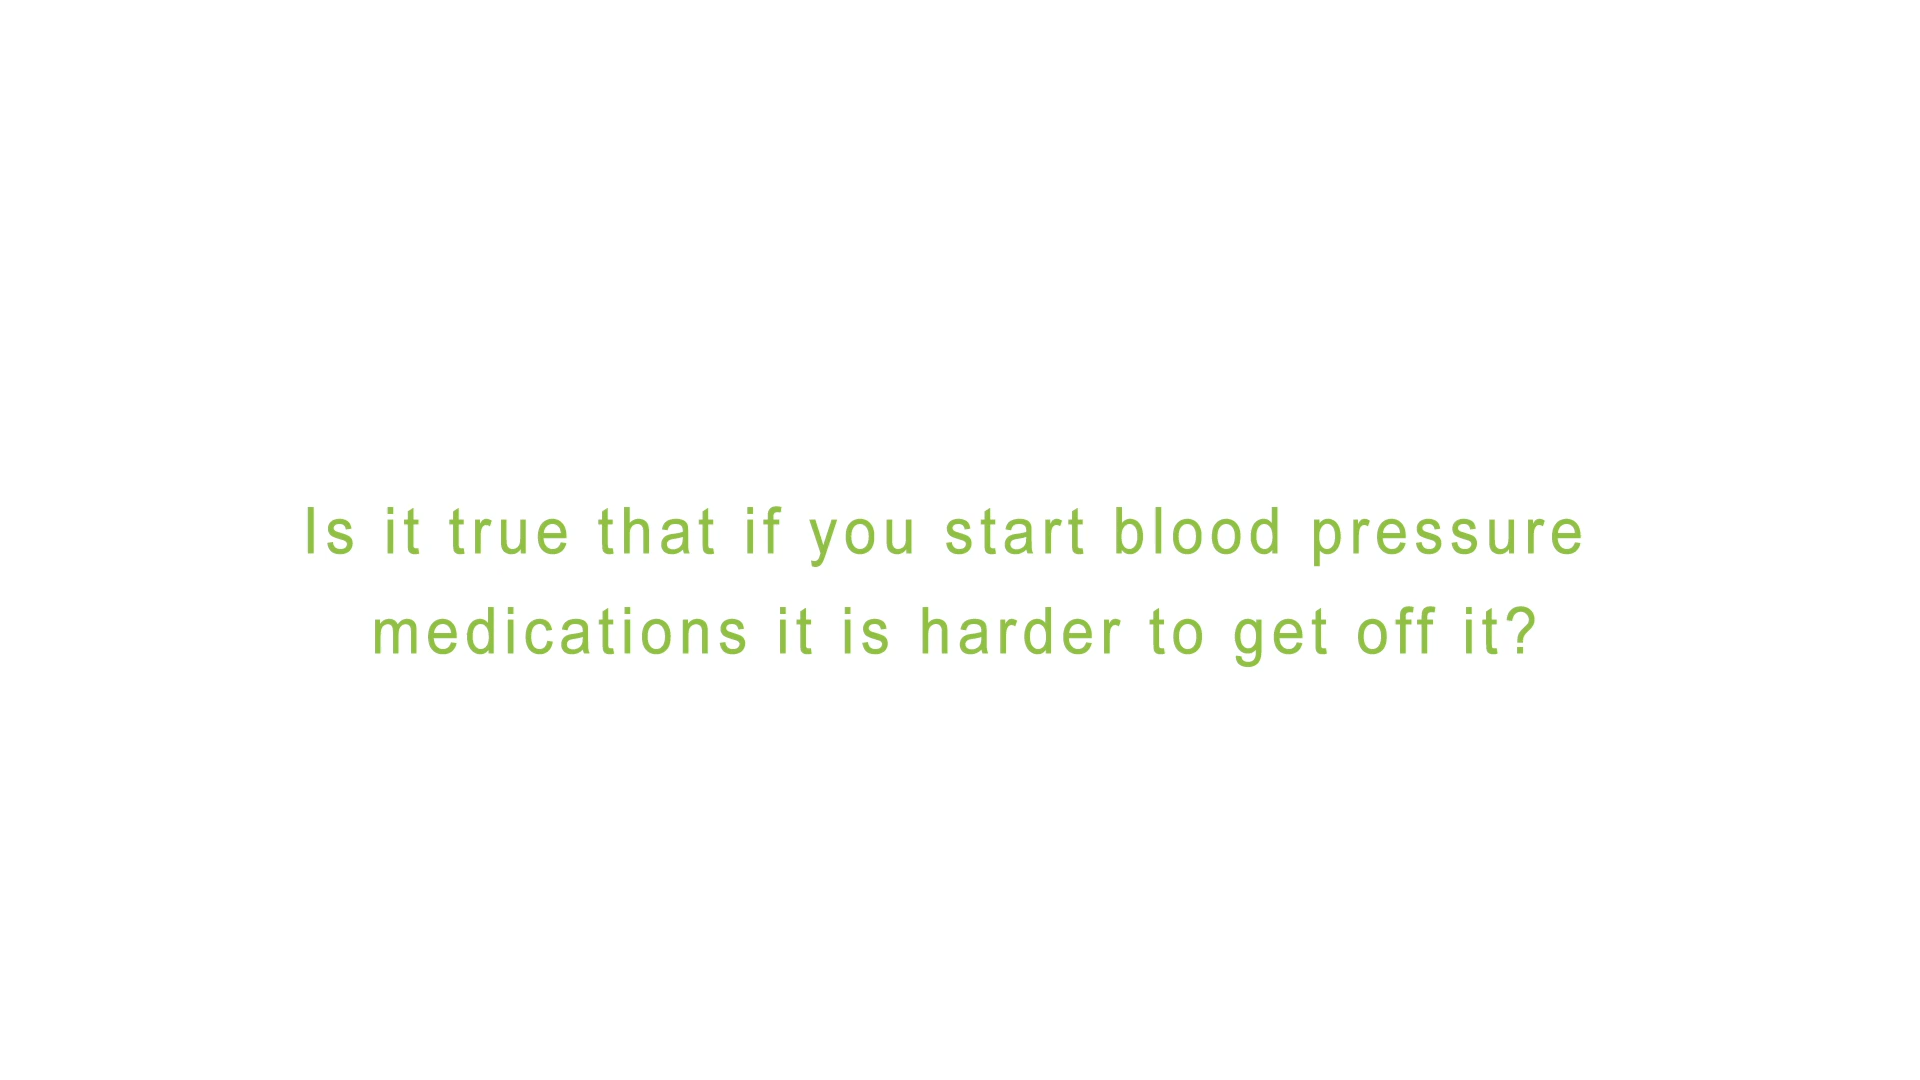 Is it true that if you start blood pressure
medications it is harder to get off it?